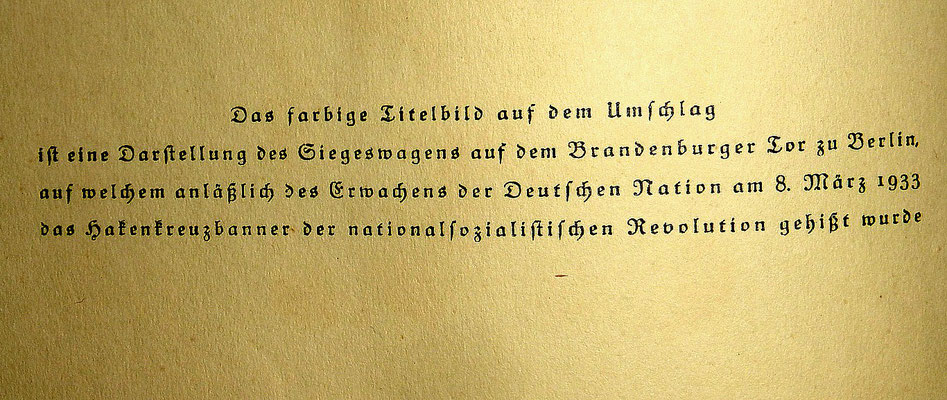 Das farbige Titelbild auf dem Umſchlag
iſt eine Darſtellung des Siegeswagens auf dem Brandenburger Tor zu Berlin,
auf welchem anläßlich des Erwachens der Deutſchen Nation am 8. März 1933
das Hakenkreuzbanner der nationalſozialiſtiſchen Revolution gehißt wurde